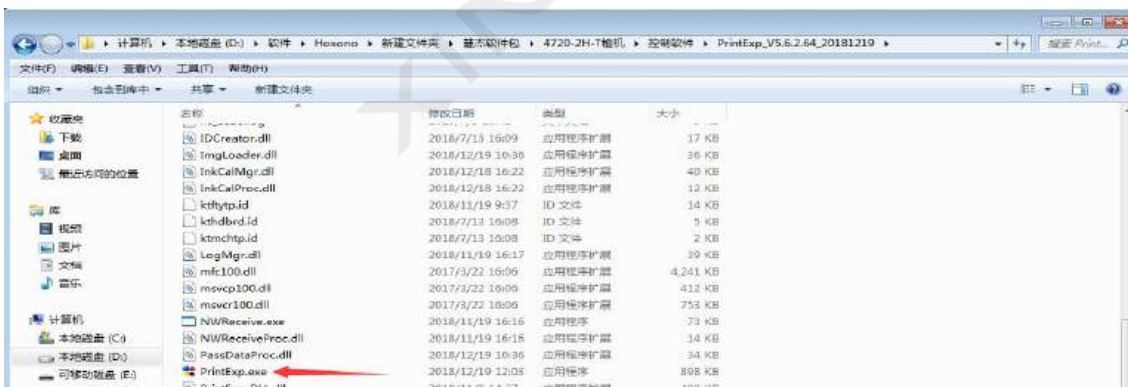 计算机 ▸ 本地磁盘 (D:) ▸ 软件 ▸ Hosono ▸ 新建文件夹 ▸ 慧杰软件包 ▸ 4720-2H-T恤机 ▸ 控制软件 ▸ PrintExp_V5.6.2.64_20181219 ▸
搜索 Print...
文件(F) 编辑(E) 查看(V) 工具(T) 帮助(H)
组织 包含到库中 共享 新建文件夹
名称 修改日期 类型 大小
收藏夹
下载 IDCreator.dll 2018/7/13 16:09 应用程序扩展 17 KB
桌面 ImgLoader.dll 2018/12/19 10:36 应用程序扩展 36 KB
最近访问的位置 InkCalMgr.dll 2018/12/18 16:22 应用程序扩展 40 KB
InkCalProc.dll 2018/12/18 16:22 应用程序扩展 12 KB
库 ktftytp.id 2018/11/19 9:37 ID 文件 14 KB
视频 kthdbrd.id 2018/7/13 16:08 ID 文件 5 KB
图片 ktmchtp.id 2018/7/13 16:08 ID 文件 2 KB
文档 LogMgr.dll 2018/11/19 16:17 应用程序扩展 39 KB
音乐 mfc100.dll 2017/3/22 16:06 应用程序扩展 4,241 KB
msvcp100.dll 2017/3/22 16:06 应用程序扩展 412 KB
msvcr100.dll 2017/3/22 16:06 应用程序扩展 753 KB
计算机 NWReceive.exe 2018/11/19 16:16 应用程序 73 KB
本地磁盘 (C:) NWReceiveProc.dll 2018/11/19 16:16 应用程序扩展 14 KB
本地磁盘 (D:) PassDataProc.dll 2018/12/19 10:36 应用程序扩展 34 KB
可移动磁盘 (E:) PrintExp.exe 2018/12/19 12:03 应用程序 898 KB